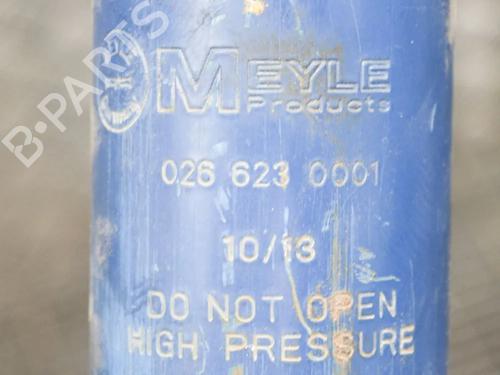 MEYLE
Products
026 623 0001
10/13
DO NOT OPEN
HIGH PRESSURE
B-PARTS